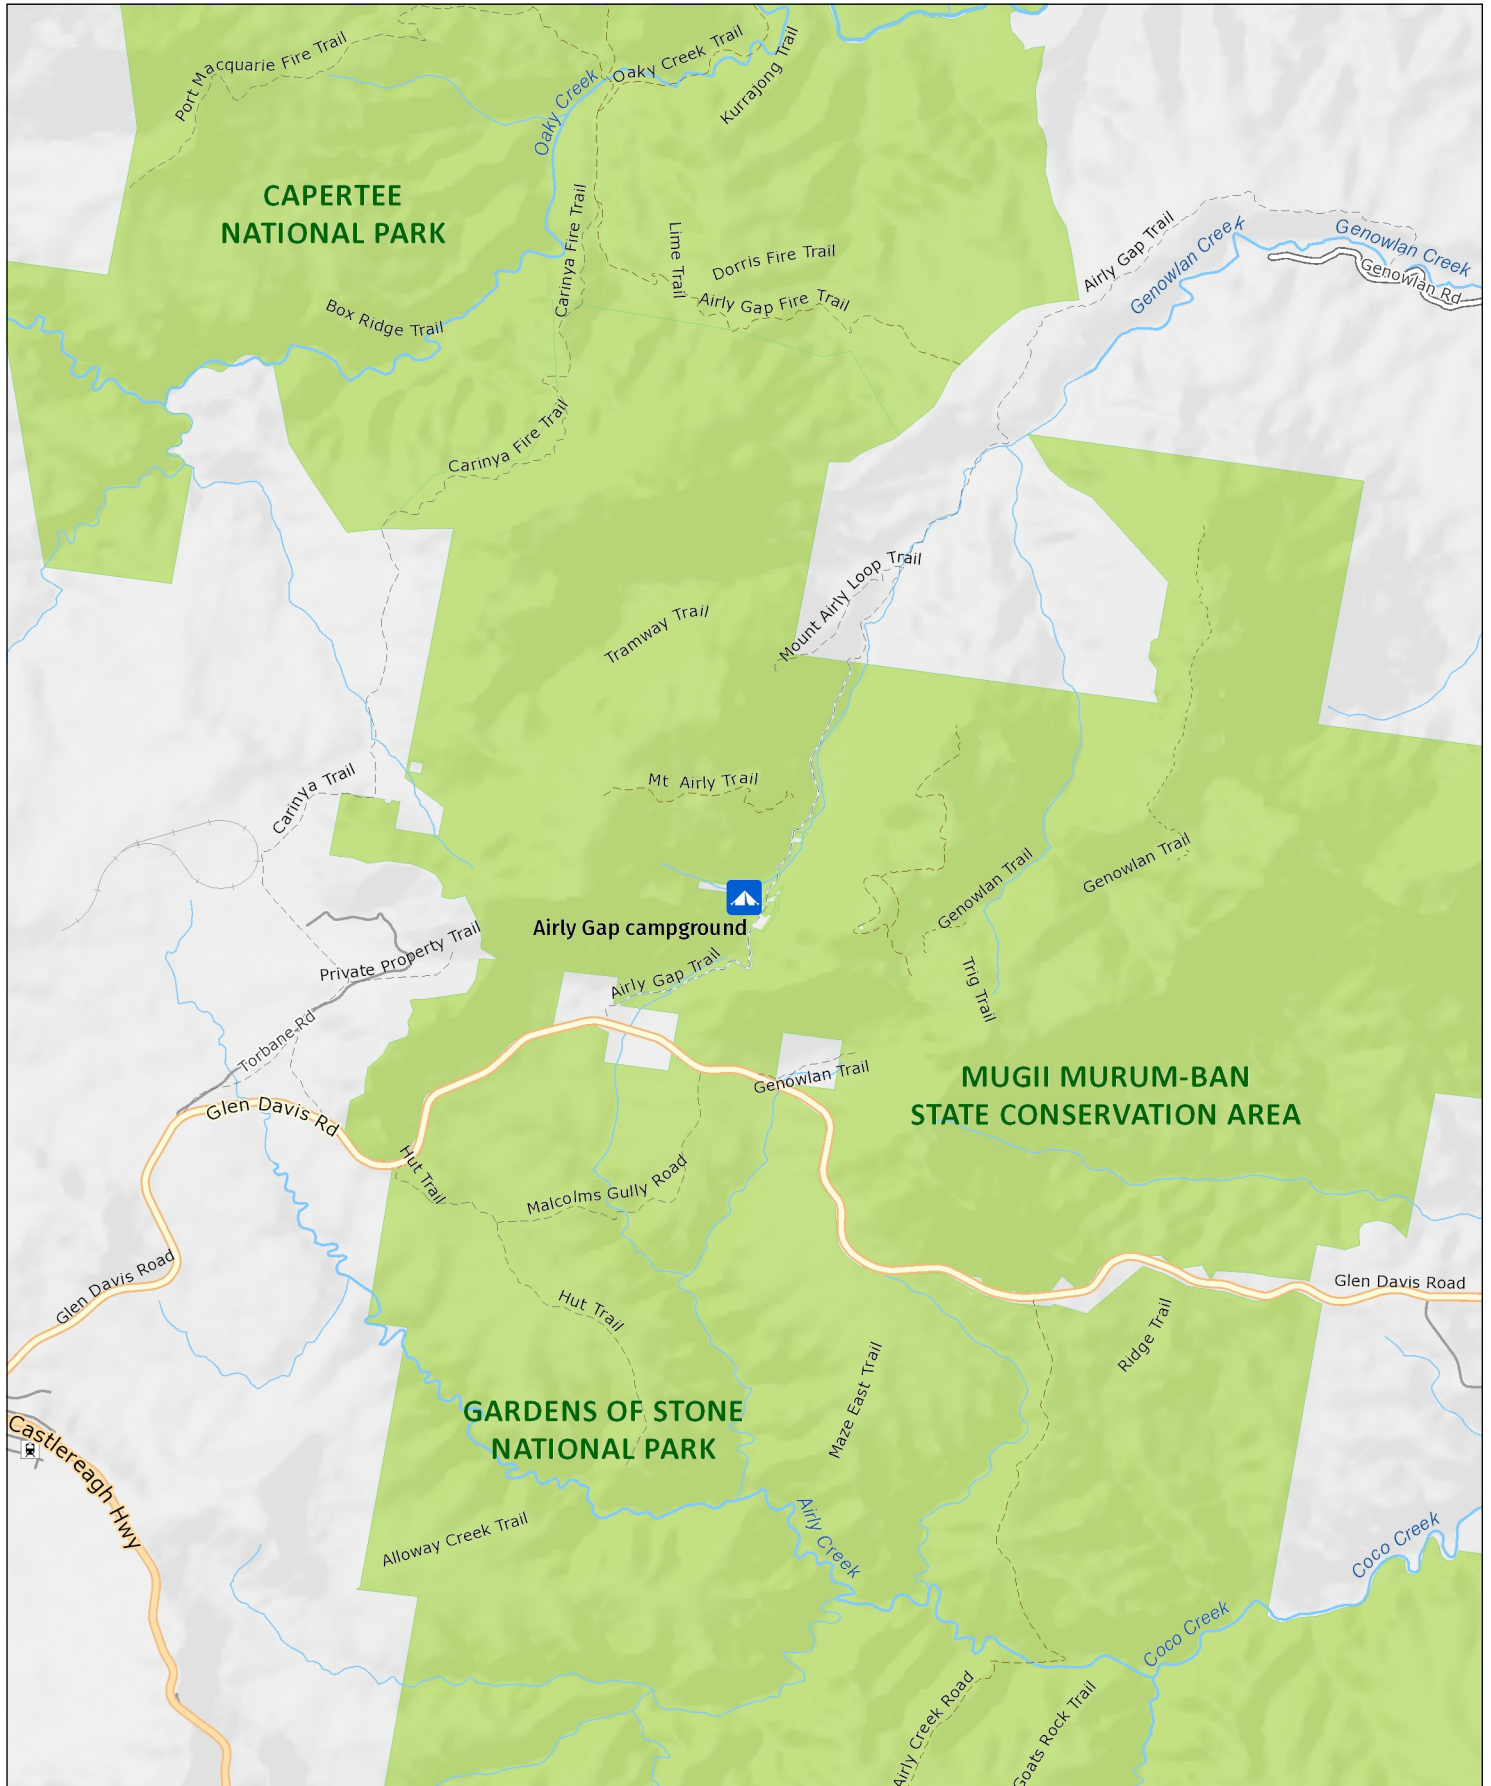 Port Macquarie Fire Trail
Oaky Creek Trail
Kurrajong Trail
Oaky Creek
CAPERTEE
NATIONAL PARK
Carinya Fire Trail
Lime Trail
Dorris Fire Trail
Airly Gap Fire Trail
Airly Gap Trail
Genowlan Creek
Genowlan Creek
Genowlan Rd
Box Ridge Trail
Carinya Fire Trail
Mount Airly Loop Trail
Tramway Trail
Mt Airly Trail
Carinya Trail
Genowlan Trail
Genowlan Trail
Airly Gap campground
Private Property Trail
Airly Gap Trail
Trig Trail
Torbane Rd
Genowlan Trail
MUGII MURUM-BAN
STATE CONSERVATION AREA
Glen Davis Rd
Hut Trail
Malcolms Gully Road
Glen Davis Road
Glen Davis Road
Hut Trail
Ridge Trail
Maze East Trail
GARDENS OF STONE
NATIONAL PARK
Castlereagh Hwy
Alloway Creek Trail
Airly Creek
Coco Creek
Coco Creek
Airly Creek Road
Goats Rock Trail